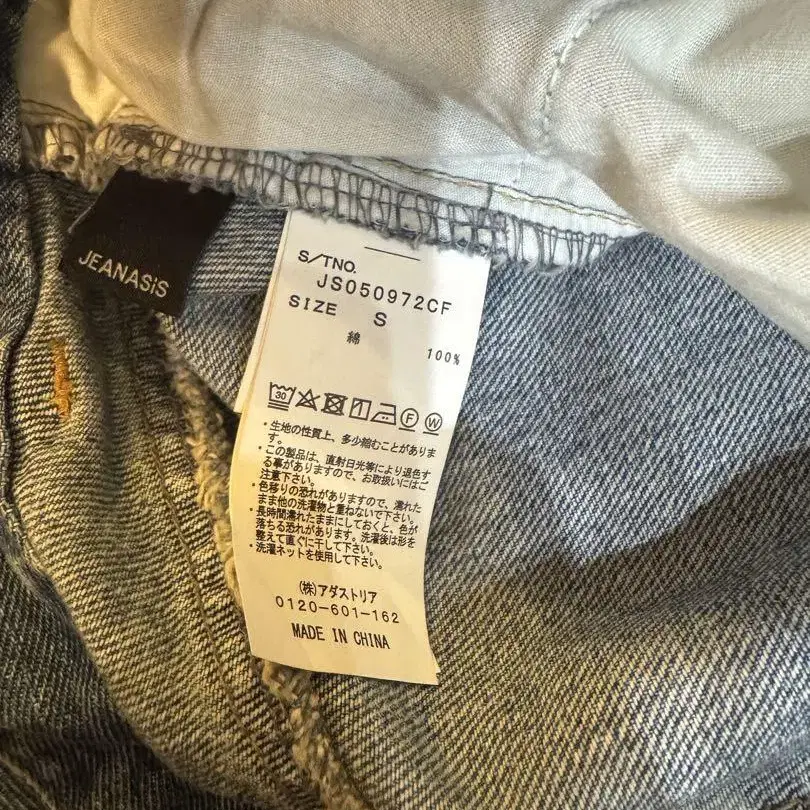 JEANASiS
S/TNO.
JS050972CF
SIZE S
綿
100%
30
F W
・生地の性質上、多少縮むことがありま
す。
・この製品は、直射日光等により退色す
る事がありますので、お取扱いにはご
注意下さい。
・色移りの恐れがありますので、濡れた
まま他の洗濯物と重ねないで下さい。
・長時間濡れたままにしておくと、色が
落ちる恐れがあります。洗濯後は形を
整えて直ぐに干して下さい。
・洗濯ネットを使用して下さい。
(株)アダストリア
0120-601-162
MADE IN CHINA